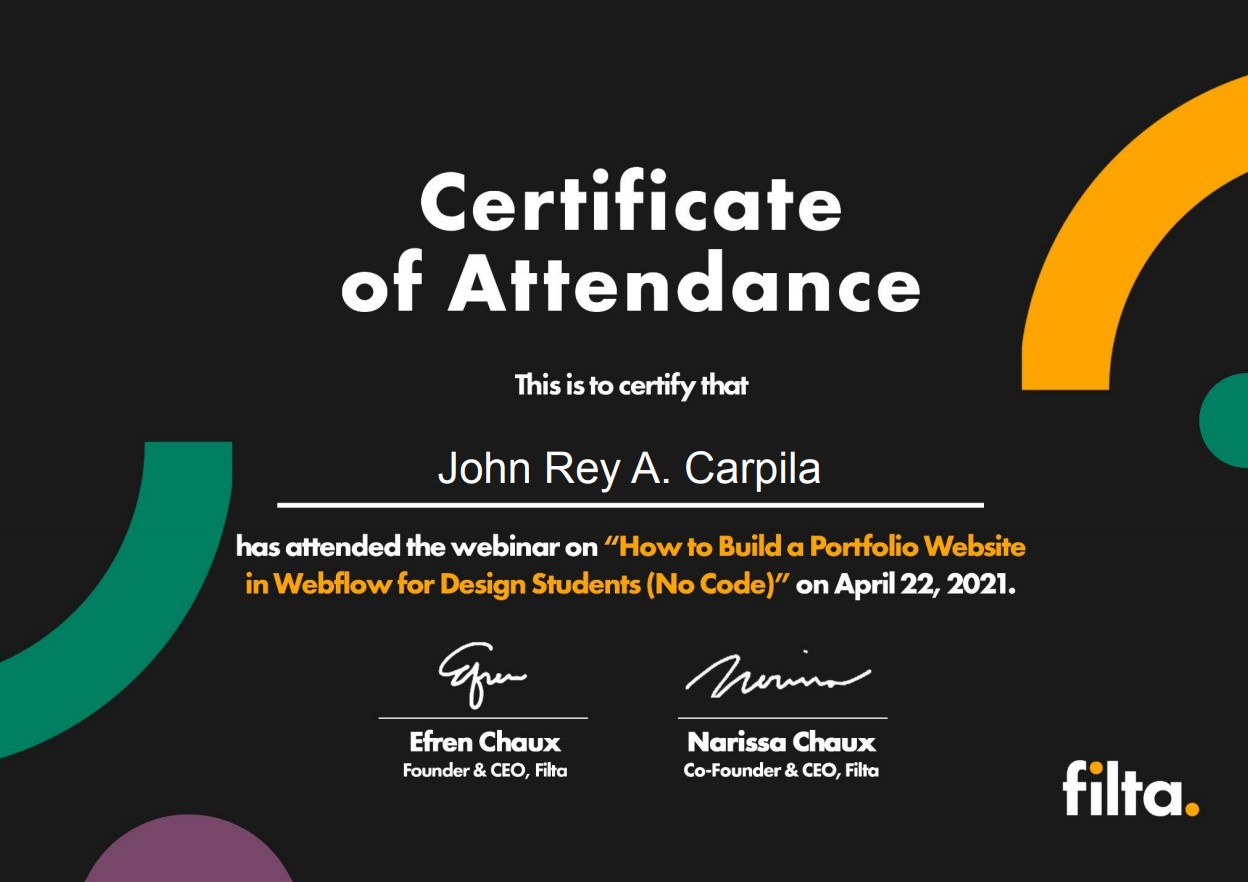 Certificate
of Attendance
This is to certify that
John Rey A. Carpila
has attended the webinar on “How to Build a Portfolio Website
in Webflow for Design Students (No Code)” on April 22, 2021.
Efren
Narissa
Efren Chaux
Narissa Chaux
Founder & CEO, Filta
Co-Founder & CEO, Filta
filta.